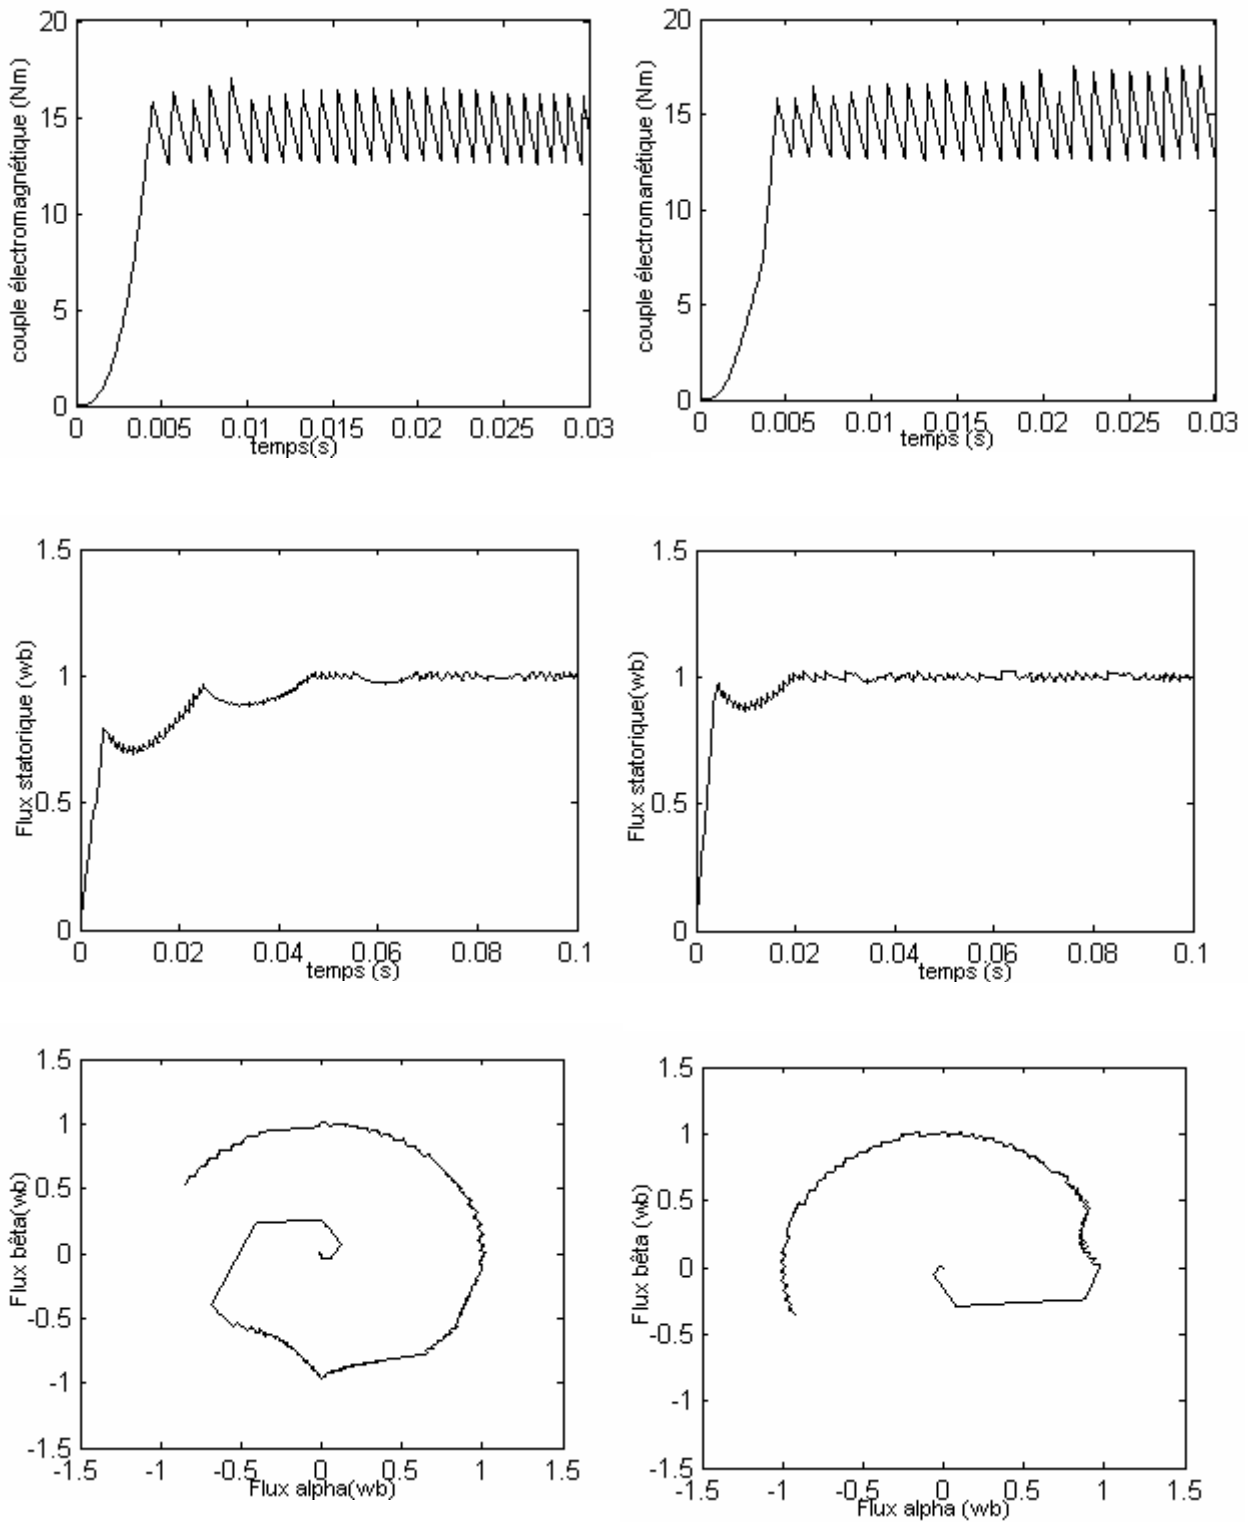 20
15
10
5
0
couple électromagnétique (Nm)
0 0.005 0.01 0.015 0.02 0.025 0.03
temps(s)
20
15
10
5
0
couple électromanétique (Nm)
0 0.005 0.01 0.015 0.02 0.025 0.03
temps (s)
1.5
1
0.5
0
Flux statorique (wb)
0 0.02 0.04 0.06 0.08 0.1
temps (s)
1.5
1
0.5
0
Flux statorique(wb)
0 0.02 0.04 0.06 0.08 0.1
temps (s)
1.5
1
0.5
0
-0.5
-1
-1.5
Flux bêta(wb)
-1.5 -1 -0.5 0 0.5 1 1.5
Flux alpha(wb)
1.5
1
0.5
0
-0.5
-1
-1.5
Flux bêta (wb)
-1.5 -1 -0.5 0 0.5 1 1.5
Flux alpha (wb)